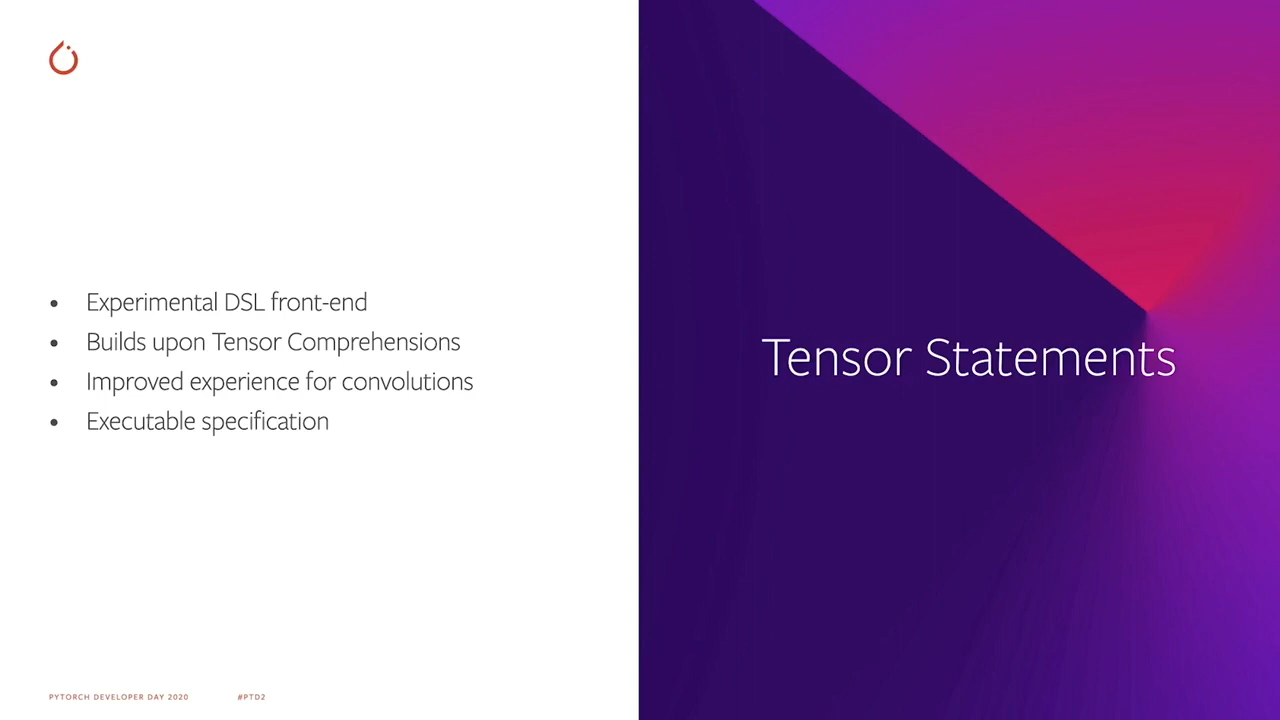 • Experimental DSL front-end
• Builds upon Tensor Comprehensions
• Improved experience for convolutions
• Executable specification
Tensor Statements
PYTORCH DEVELOPER DAY 2020 #PTD2